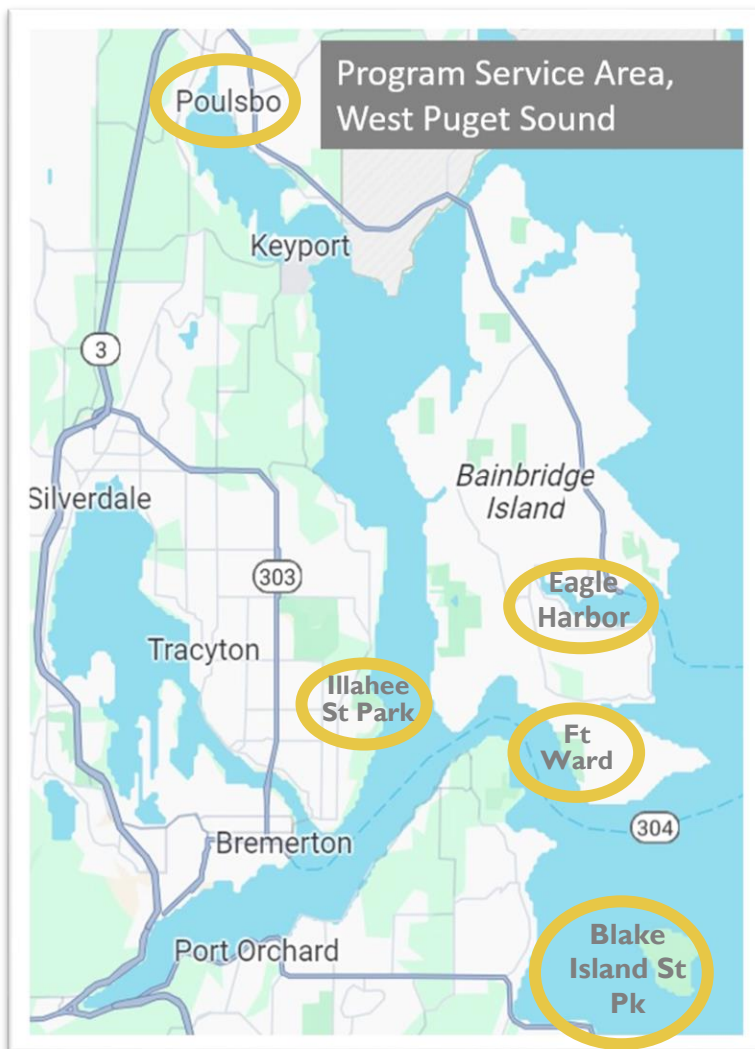 Program Service Area,
West Puget Sound
Poulsbo
Keyport
3
Silverdale
Bainbridge
Island
303
Eagle
Harbor
Tracyton
Illahee
St Park
Ft
Ward
304
Bremerton
Port Orchard
Blake
Island St
Pk